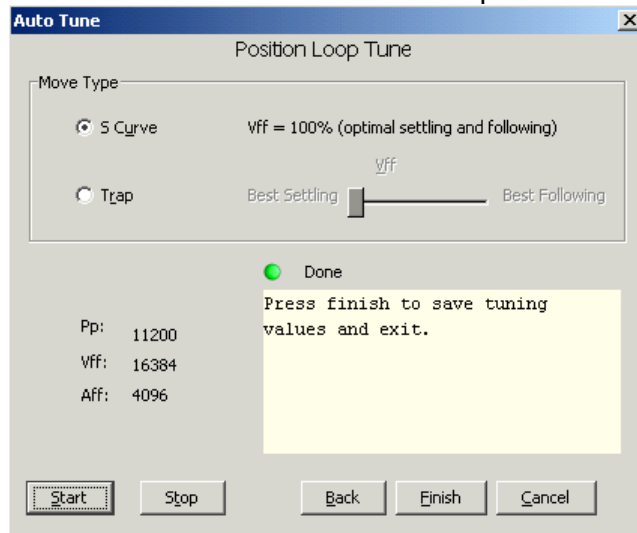 Auto Tune
Position Loop Tune
Move Type
S Curve Vff = 100% (optimal settling and following)
Vff
Trap Best Settling Best Following
Done
Press finish to save tuning
values and exit.
Pp: 11200
Vff: 16384
Aff: 4096
Start Stop Back Finish Cancel